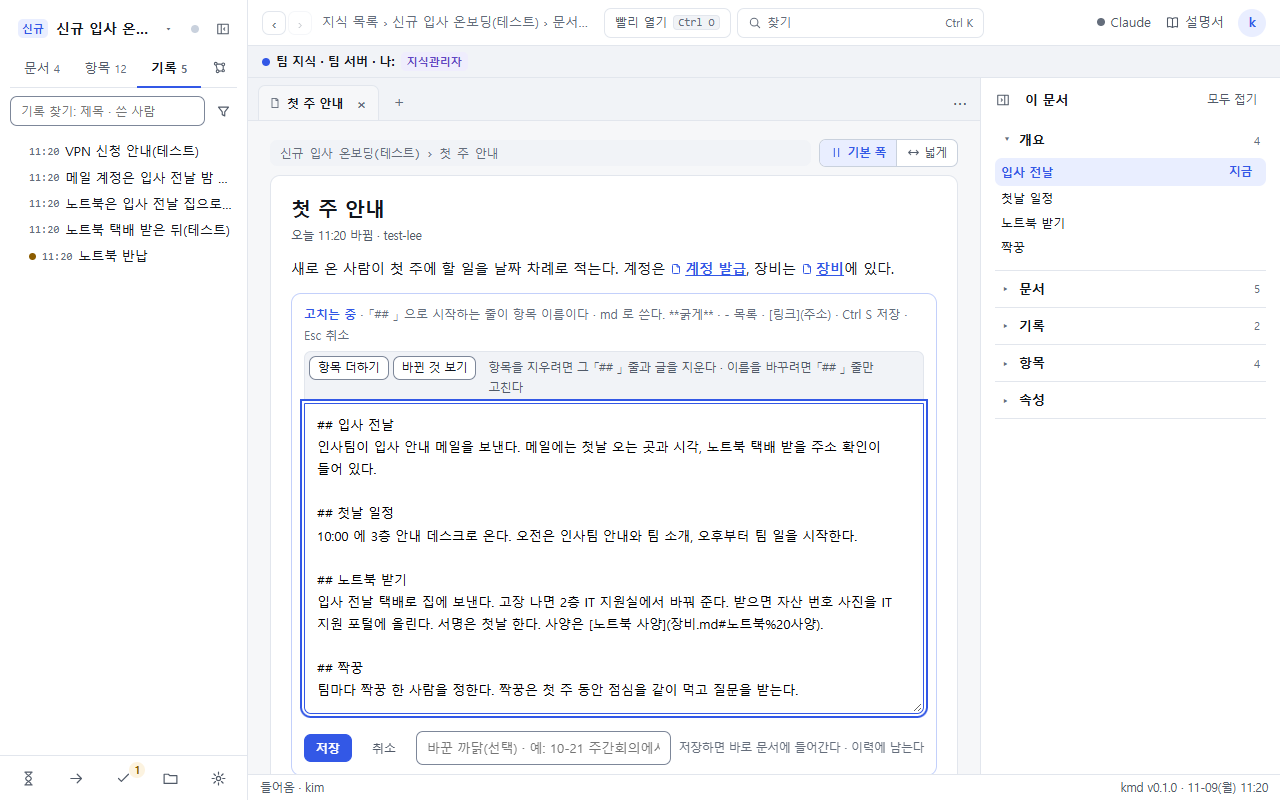 신규 신규 입사 온...
문서 4 항목 12 기록 5
기록 찾기: 제목 · 쓴 사람
11:20 VPN 신청 안내(테스트)
11:20 메일 계정은 입사 전날 밤 ...
11:20 노트북은 입사 전날 집으로...
11:20 노트북 택배 받은 뒤(테스트)
11:20 노트북 반납
1
지식 목록 › 신규 입사 온보딩(테스트) › 문서...
빨리 열기 Ctrl O
찾기 Ctrl K
Claude 설명서 k
팀 지식 · 팀 서버 · 나: 지식관리자
첫 주 안내 × + ...
신규 입사 온보딩(테스트) › 첫 주 안내
기본 폭 ↔ 넓게
첫 주 안내
오늘 11:20 바뀜 · test-lee
새로 온 사람이 첫 주에 할 일을 날짜 차례로 적는다. 계정은 계정 발급, 장비는 장비에 있다.
고치는 중 · 「## 」으로 시작하는 줄이 항목 이름이다 · md 로 쓴다. **굵게** · - 목록 · [링크](주소) · Ctrl S 저장 ·
Esc 취소
항목 더하기 바뀐 것 보기 항목을 지우려면 그 「## 」줄과 글을 지운다 · 이름을 바꾸려면 「## 」줄만
고친다
## 입사 전날
인사팀이 입사 안내 메일을 보낸다. 메일에는 첫날 오는 곳과 시각, 노트북 택배 받을 주소 확인이
들어 있다.
## 첫날 일정
10:00 에 3층 안내 데스크로 온다. 오전은 인사팀 안내와 팀 소개, 오후부터 팀 일을 시작한다.
## 노트북 받기
입사 전날 택배로 집에 보낸다. 고장 나면 2층 IT 지원실에서 바꿔 준다. 받으면 자산 번호 사진을 IT
지원 포털에 올린다. 서명은 첫날 한다. 사양은 [노트북 사양](장비.md#노트북%20사양).
## 짝꿍
팀마다 짝꿍 한 사람을 정한다. 짝꿍은 첫 주 동안 점심을 같이 먹고 질문을 받는다.
저장 취소 바꾼 까닭(선택) · 예: 10-21 주간회의에서 저장하면 바로 문서에 들어간다 · 이력에 남는다
이 문서 모두 접기
개요 4
입사 전날 지금
첫날 일정
노트북 받기
짝꿍
문서 5
기록 2
항목 4
속성
들어옴 · kim
kmd v0.1.0 · 11-09(월) 11:20